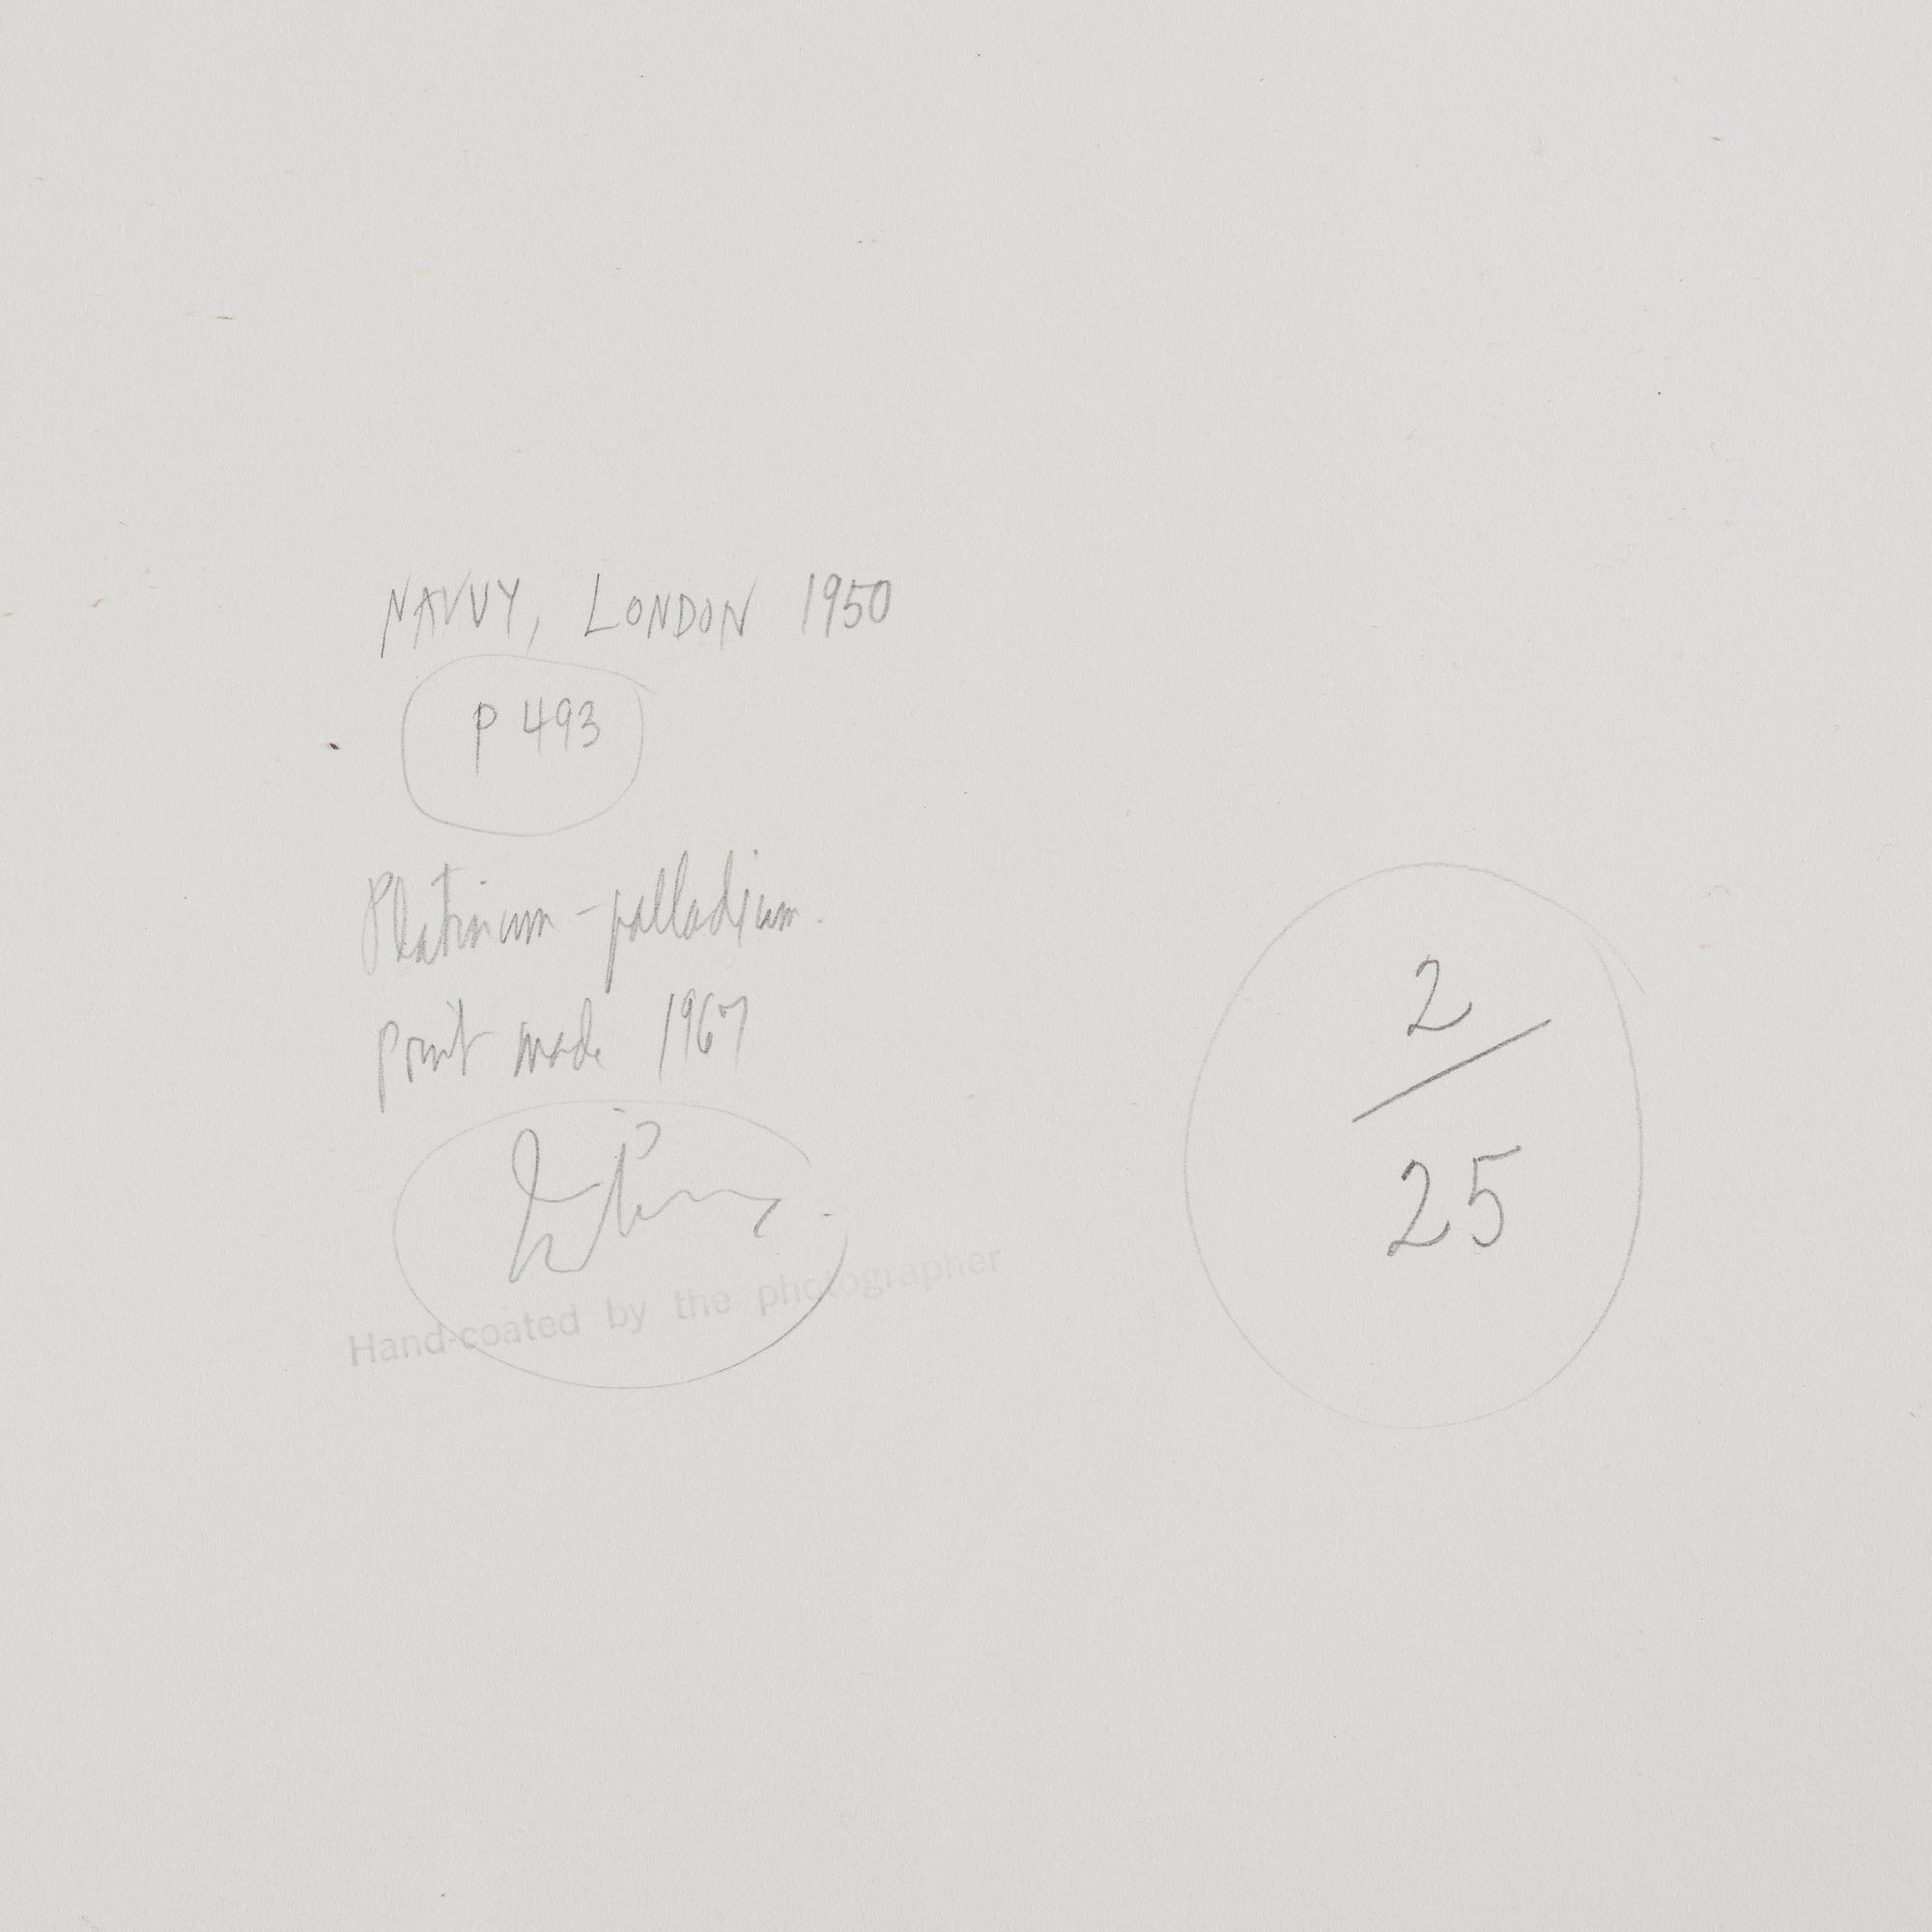 NAVVY, LONDON 1950
P 493
Platinum-palladium.
print made 1967
Hand-coated by the photographer
2/25